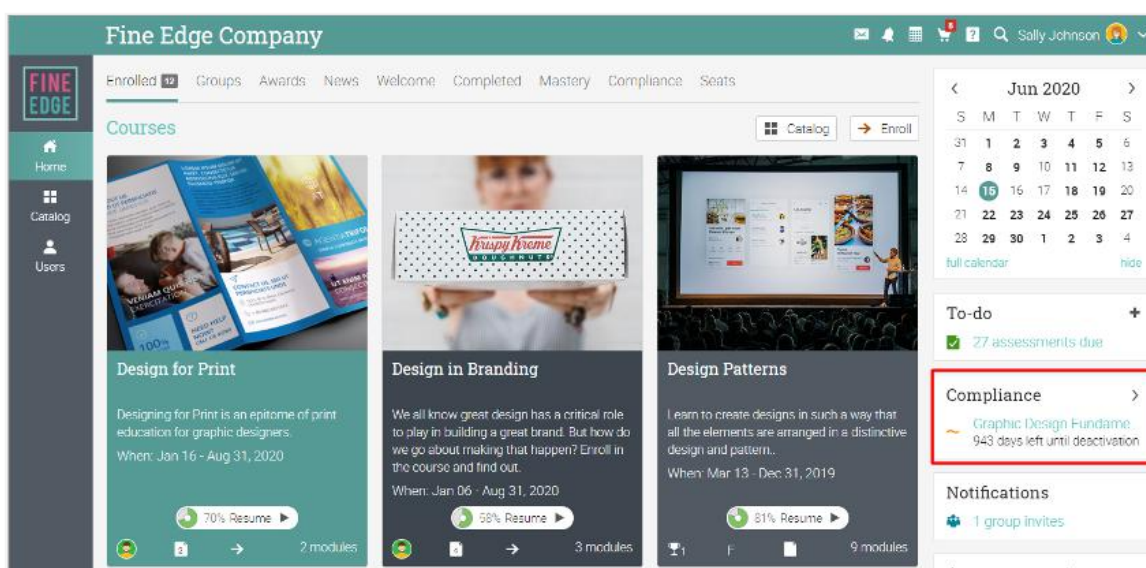 Fine Edge Company
8
Sally Johnson
FINE
EDGE
Home
Catalog
Users
Enrolled 12 Groups Awards News Welcome Completed Mastery Compliance Seats
Courses
Catalog
Enroll
VENIAM QUIS
EXERCITATION
100%
NEED HELP
Krispy Kreme
DOUGHNUTS
Design for Print
Designing for Print is an epitome of print
education for graphic designers.
When: Jan 16 - Aug 31, 2020
70% Resume
2 modules
Design in Branding
We all know great design has a critical role
to play in building a great brand. But how do
we go about making that happen? Enroll in
the course and find out.
When: Jan 06 - Aug 31, 2020
58% Resume
3 modules
Design Patterns
Learn to create designs in such a way that
all the elements are arranged in a distinctive
design and pattern..
When: Mar 13 - Dec 31, 2019
81% Resume
1 F 9 modules
Jun 2020
S M T W T F S
31 1 2 3 4 5 6
7 8 9 10 11 12 13
14 15 16 17 18 19 20
21 22 23 24 25 26 27
28 29 30 1 2 3 4
full calendar hide
To-do +
27 assessments due
Compliance
Graphic Design Fundame
943 days left until deactivation
Notifications
1 group invites